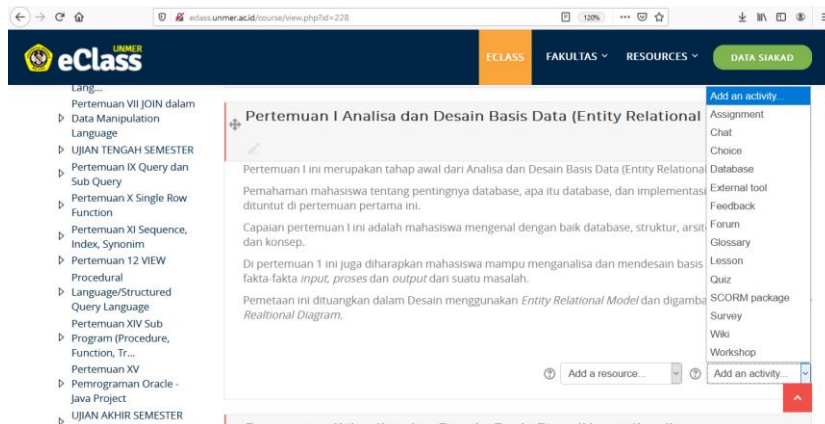 eclass.unmer.ac.id/course/view.php?id=228
120%
UNMER
eClass
ECLASS
FAKULTAS
RESOURCES
DATA SIAKAD
Lang...
Pertemuan VII JOIN dalam
Data Manipulation
Language
UJIAN TENGAH SEMESTER
Pertemuan IX Query dan
Sub Query
Pertemuan X Single Row
Function
Pertemuan XI Sequence,
Index, Synonim
Pertemuan 12 VIEW
Procedural
Language/Structured
Query Language
Pertemuan XIV Sub
Program (Procedure,
Function, Tr...
Pertemuan XV
Pemrograman Oracle -
Java Project
UJIAN AKHIR SEMESTER
Pertemuan I Analisa dan Desain Basis Data (Entity Relational
Pertemuan I ini merupakan tahap awal dari Analisa dan Desain Basis Data (Entity Relational
Pemahaman mahasiswa tentang pentingnya database, apa itu database, dan implementasi
dituntut di pertemuan pertama ini.
Capaian pertemuan I ini adalah mahasiswa mengenal dengan baik database, struktur, arsit
dan konsep.
Di pertemuan 1 ini juga diharapkan mahasiswa mampu menganalisa dan mendesain basis
fakta-fakta input, proses dan output dari suatu masalah.
Pemetaan ini dituangkan dalam Desain menggunakan Entity Relational Model dan digamba
Realtional Diagram.
Add a resource...
Add an activity...
Add an activity...
Assignment
Chat
Choice
Database
External tool
Feedback
Forum
Glossary
Lesson
Quiz
SCORM package
Survey
Wiki
Workshop